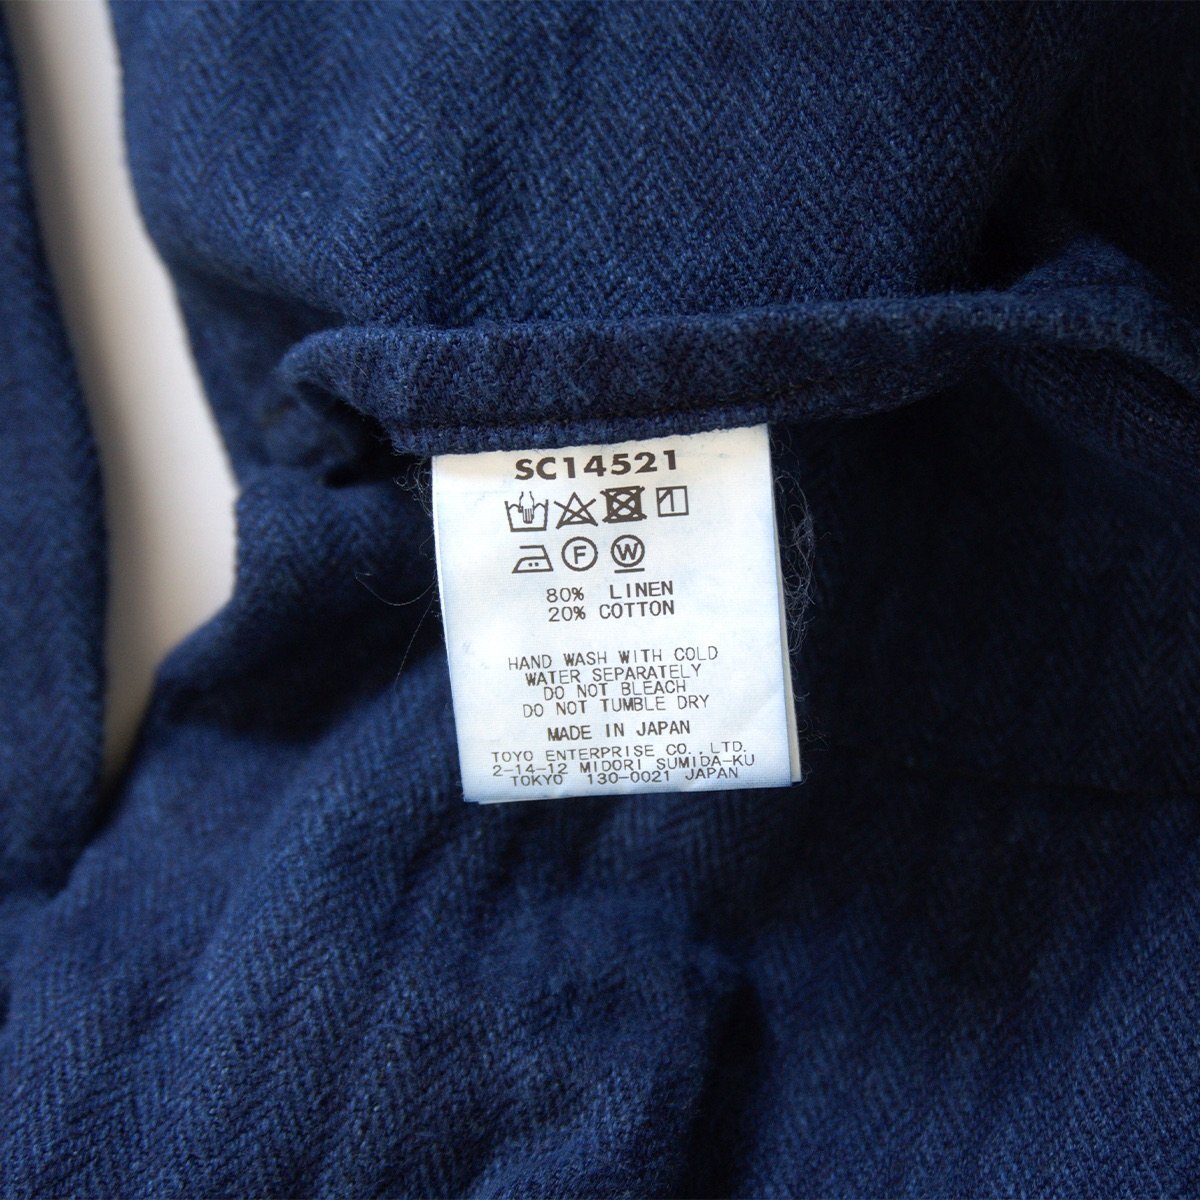 SC14521
F W
80% LINEN
20% COTTON
HAND WASH WITH COLD
WATER SEPARATELY
DO NOT BLEACH
DO NOT TUMBLE DRY
MADE IN JAPAN
TOYO ENTERPRISE CO.,LTD.
2-14-12 MIDORI SUMIDA-KU
TOKYO 130-0021 JAPAN